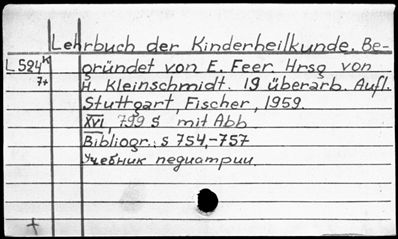 Lehrbuch der Kinderheilkunde. Be-
L594к gründet von E. Feer. Hrsg von
7+ H. Kleinschmidt. 19 überarb. Aufl.
Stuttgart, Fischer, 1959.
XVI, 799 S mit Abb
Bibliogr.: s 754,-757
Учебник педиатрии.
+